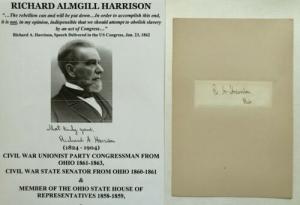 RICHARD ALMGILL HARRISON
"...The rebellion can and will be put down...In order to accomplish this end,
it is not, in my opinion, indispensible that we should attempt to abolish slavery
by an act of Congress..."
Richard A. Harrison, Speech Delivered in the US Congress, Jan. 23, 1862
Most truly yours,
Richard A Harrison
(1824 - 1904)
CIVIL WAR UNIONIST PARTY CONGRESSMAN FROM
OHIO 1861-1863,
CIVIL WAR STATE SENATOR FROM OHIO 1860-1861
&
MEMBER OF THE OHIO STATE HOUSE OF
REPRESENTATIVES 1858-1859,
R. A. Harrison